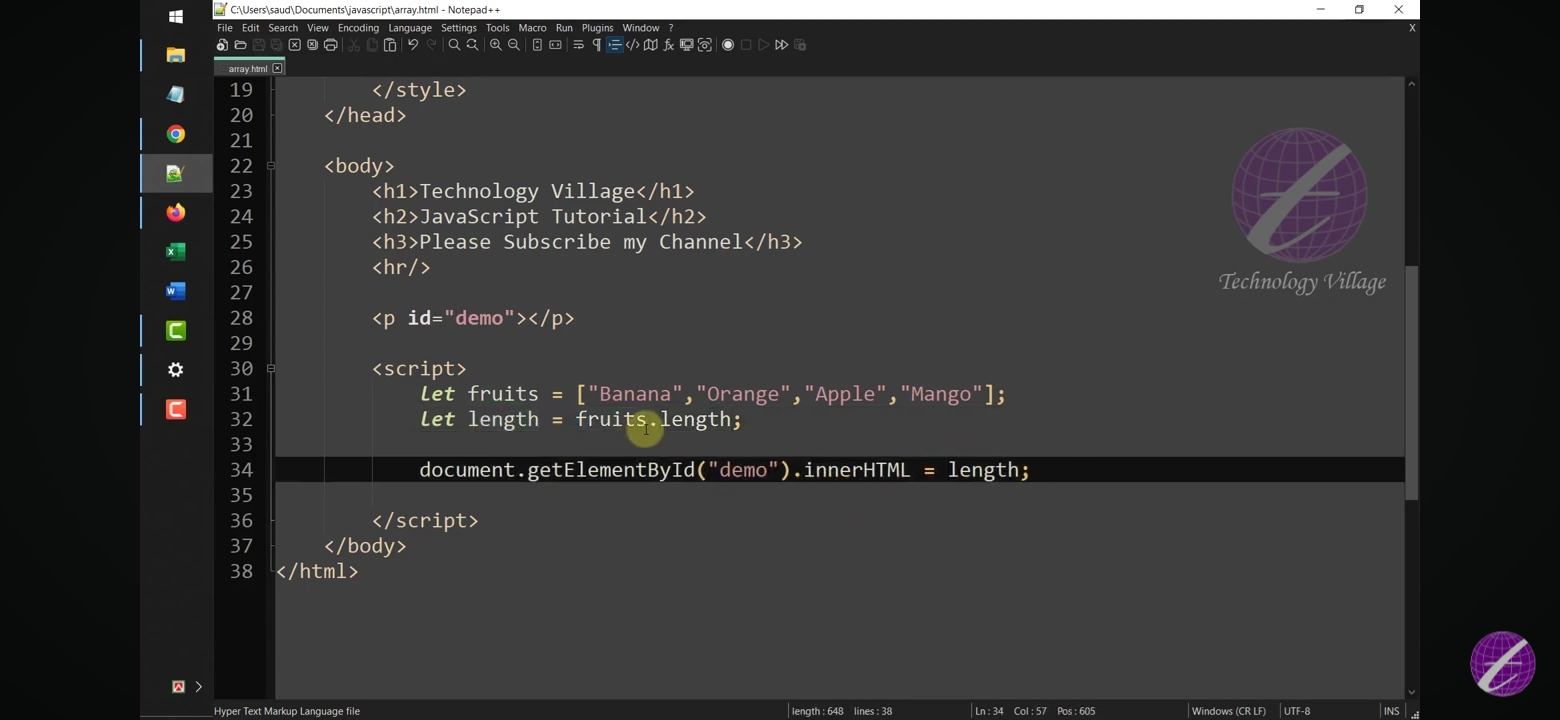 C:\Users\saud\Documents\javascript\array.html - Notepad++
File Edit Search View Encoding Language Settings Tools Macro Run Plugins Window ? X
array.html
19 </style>
20 </head>
21
22 <body>
23 <h1>Technology Village</h1>
24 <h2>JavaScript Tutorial</h2>
25 <h3>Please Subscribe my Channel</h3>
26 <hr/>
27
28 <p id="demo"></p>
29
30 <script>
31 let fruits = ["Banana","Orange","Apple","Mango"];
32 let length = fruits.length;
33
34 document.getElementById("demo").innerHTML = length;
35
36 </script>
37 </body>
38 </html>
Technology Village
Hyper Text Markup Language file length : 648 lines : 38 Ln : 34 Col : 57 Pos : 605 Windows (CR LF) UTF-8 INS